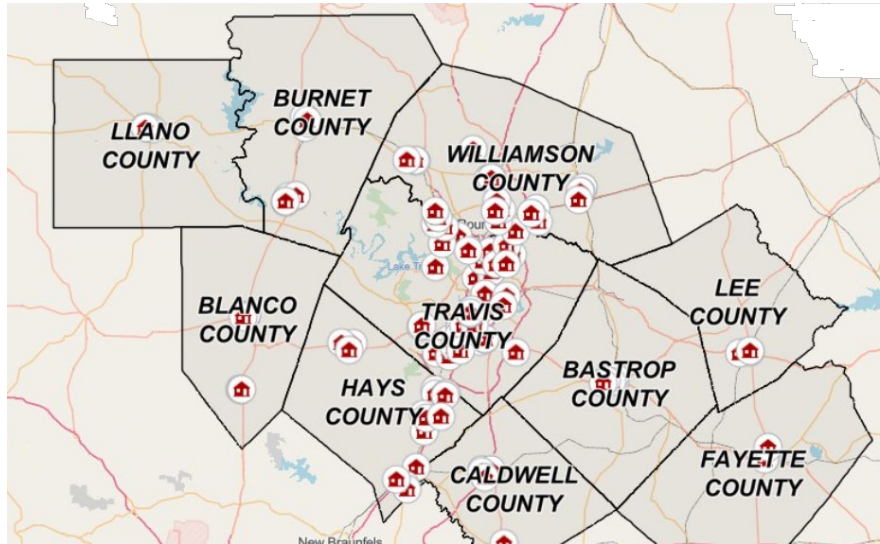 BURNET
COUNTY
LLANO
COUNTY
WILLIAMSON
COUNTY
BLANCO
COUNTY
TRAVIS
COUNTY
LEE
COUNTY
HAYS
COUNTY
BASTROP
COUNTY
CALDWELL
COUNTY
FAYETTE
COUNTY
New Braunfels